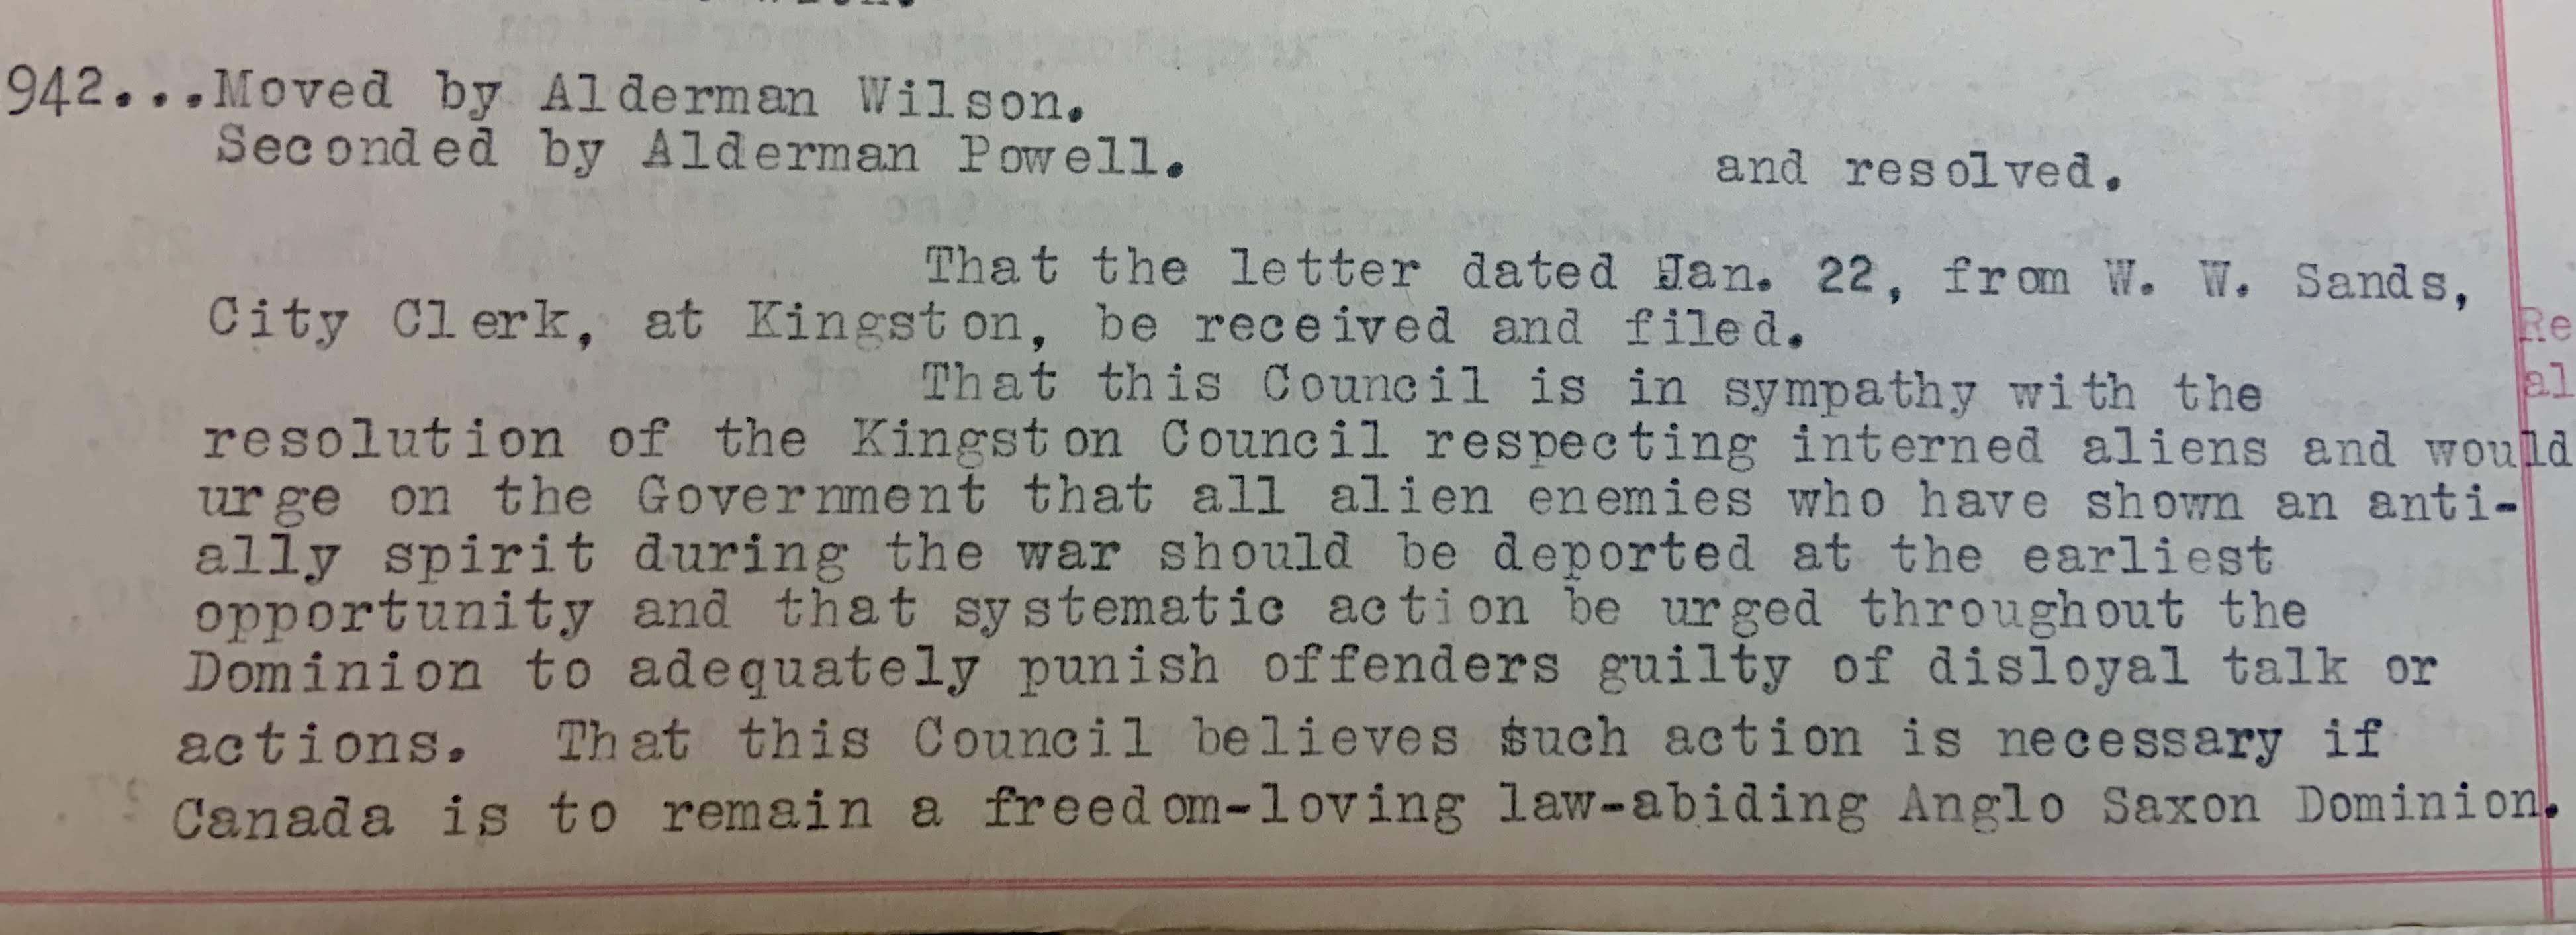 942...Moved by Alderman Wilson.
Seconded by Alderman Powell.
and resolved.
That the letter dated Jan. 22, from W. W. Sands,
City Clerk, at Kingston, be received and filed.
Re
That this Council is in sympathy with the
al
resolution of the Kingston Council respecting interned aliens and would
urge on the Government that all alien enemies who have shown an anti-
ally spirit during the war should be deported at the earliest
opportunity and that systematic action be urged throughout the
Dominion to adequately punish offenders guilty of disloyal talk or
actions. That this Council believes such action is necessary if
Canada is to remain a freedom-loving law-abiding Anglo Saxon Dominion.